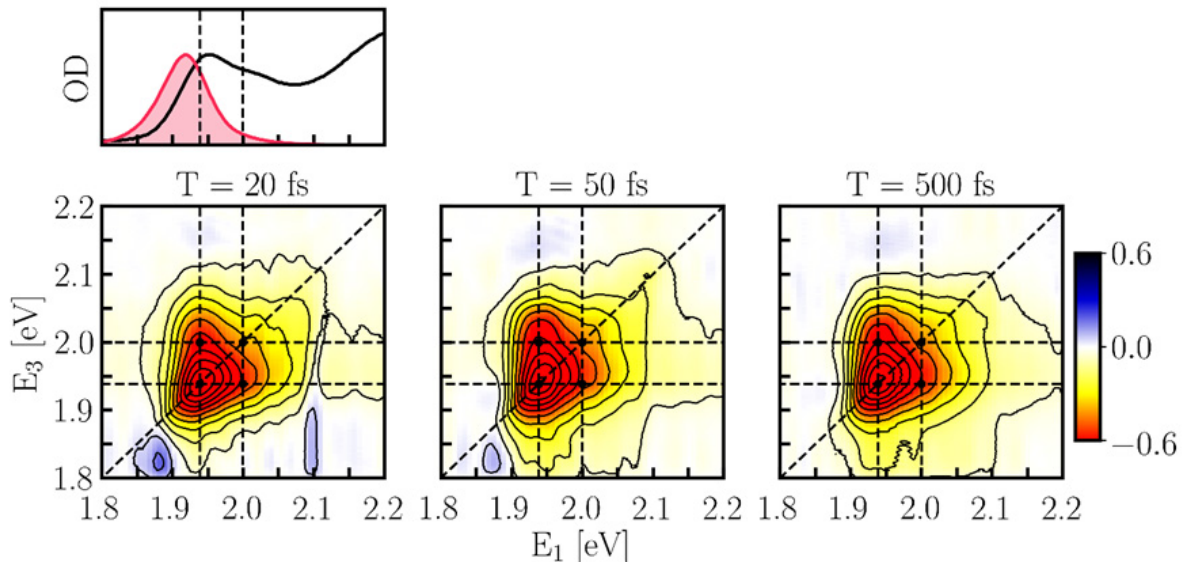 OD
T = 20 fs
T = 50 fs
T = 500 fs
E₃ [eV]
2.2
2.1
2.0
1.9
1.8
0.6
0.0
−0.6
1.8 1.9 2.0 2.1 2.2
1.8 1.9 2.0 2.1 2.2
1.8 1.9 2.0 2.1 2.2
E₁ [eV]